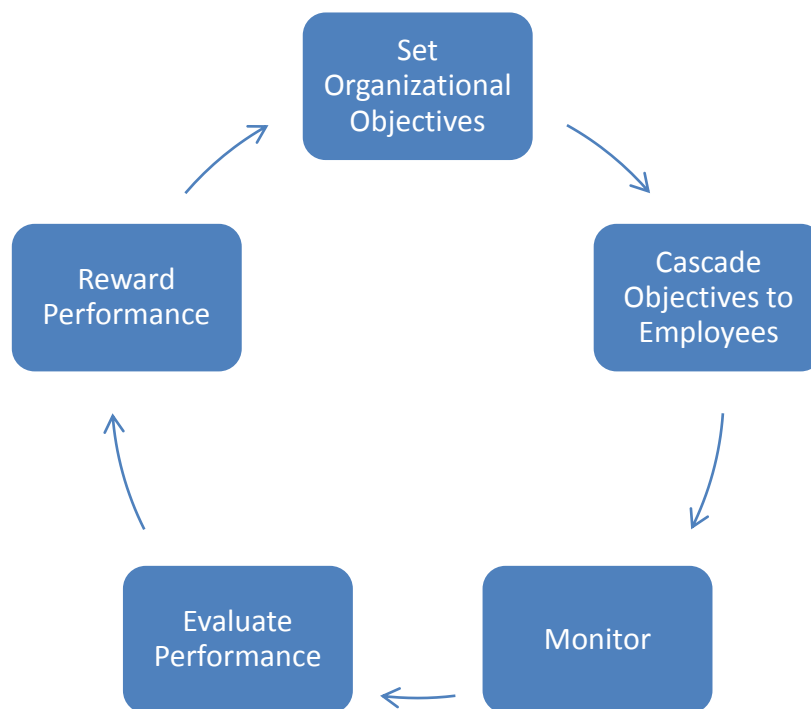 Set
Organizational
Objectives
Cascade
Objectives to
Employees
Monitor
Evaluate
Performance
Reward
Performance